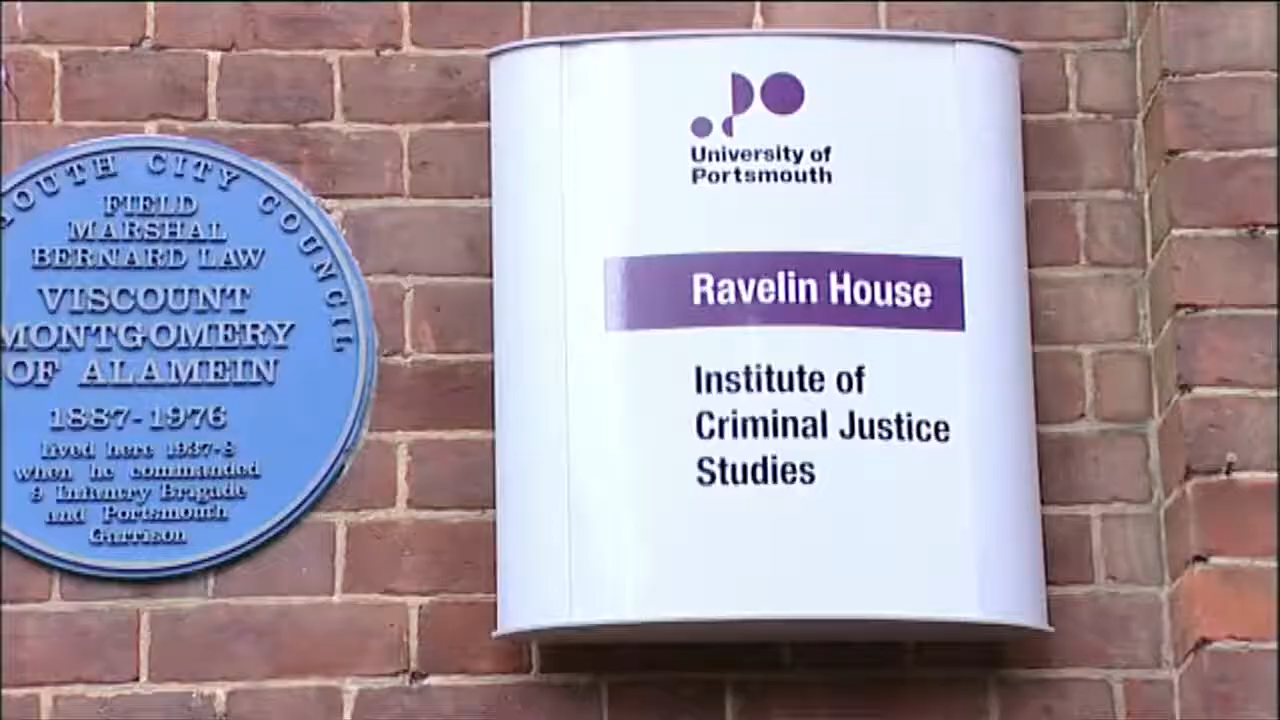 OUTH CITY COUNCIL
FIELD
MARSHAL
BERNARD LAW
VISCOUNT
MONTGOMERY
OF ALAMEIN
1887-1976
lived here 1937-8
when he commanded
9 Infantry Brigade
and Portsmouth
Garrison
University of
Portsmouth
Ravelin House
Institute of
Criminal Justice
Studies